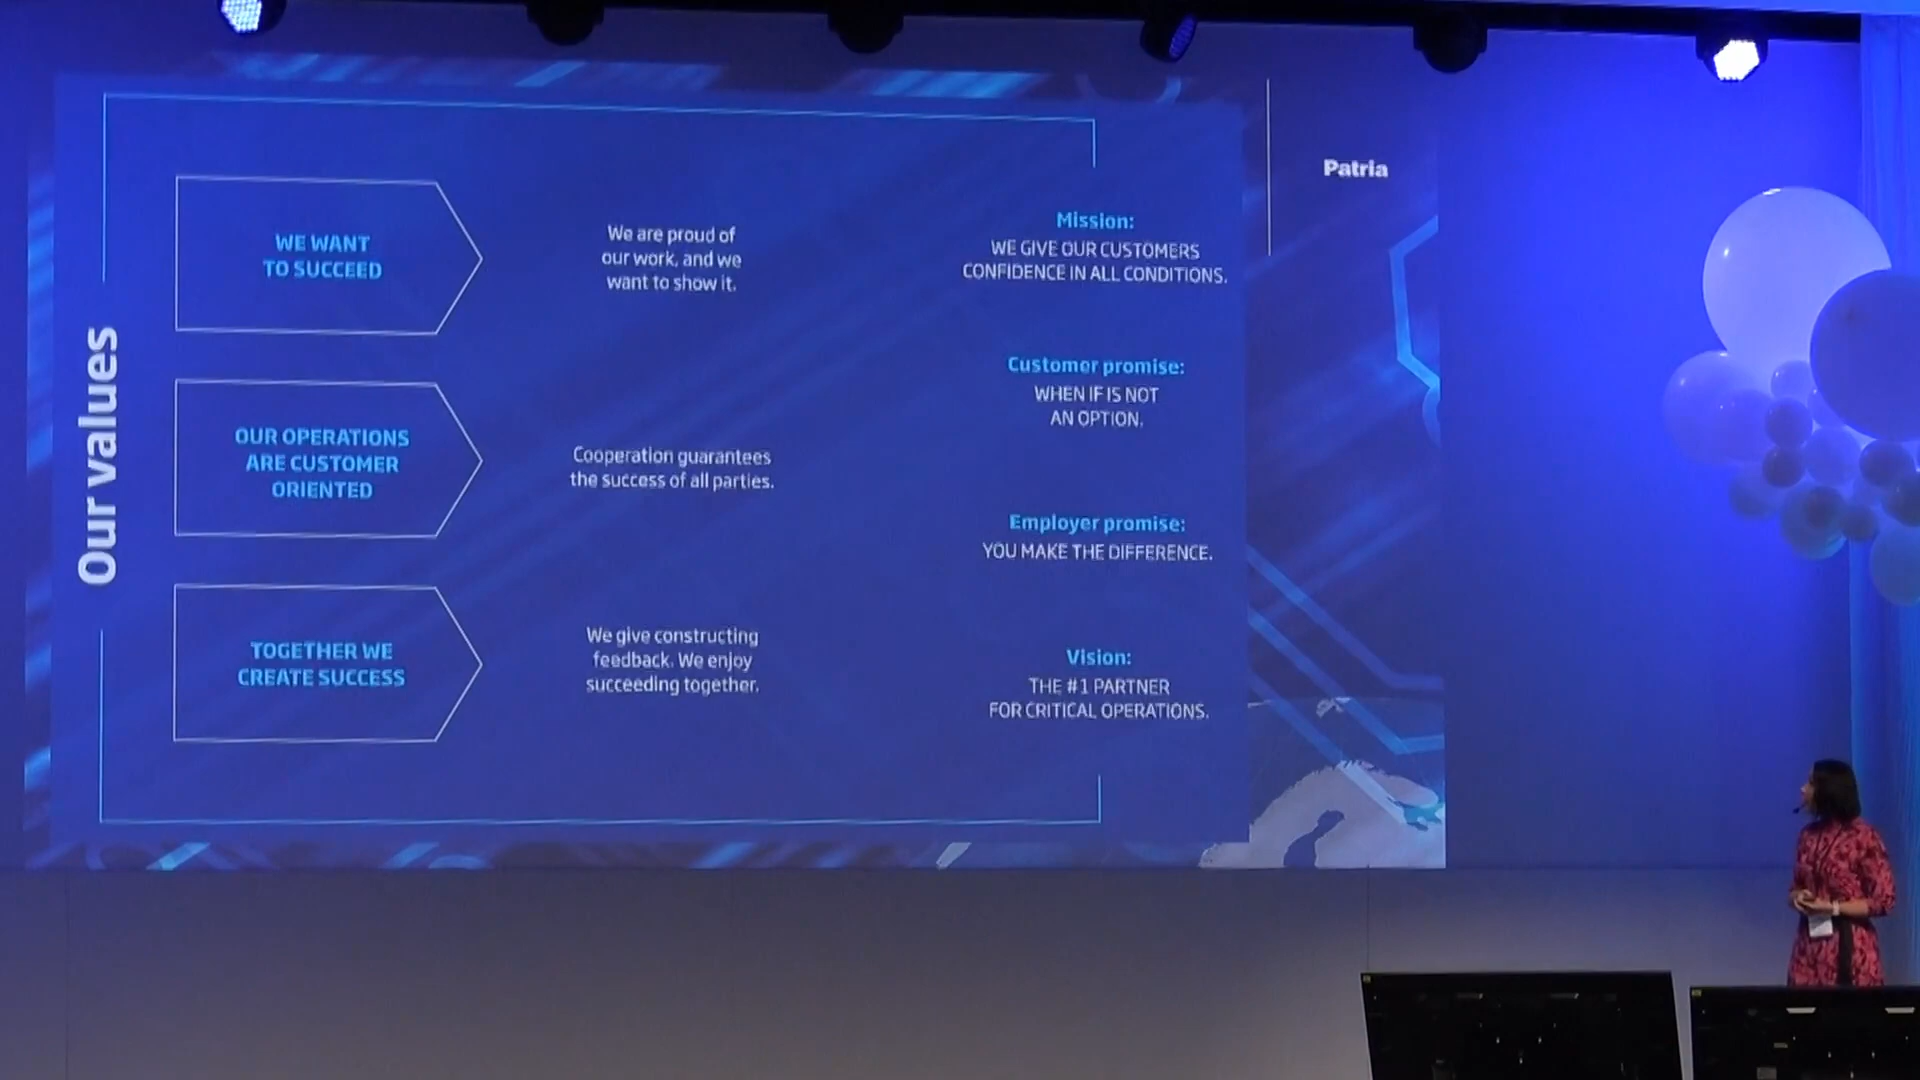 Our values
WE WANT
TO SUCCEED
We are proud of
our work, and we
want to show it.
OUR OPERATIONS
ARE CUSTOMER
ORIENTED
Cooperation guarantees
the success of all parties.
TOGETHER WE
CREATE SUCCESS
We give constructing
feedback. We enjoy
succeeding together.
Mission:
WE GIVE OUR CUSTOMERS
CONFIDENCE IN ALL CONDITIONS.
Customer promise:
WHEN IF IS NOT
AN OPTION.
Employer promise:
YOU MAKE THE DIFFERENCE.
Vision:
THE #1 PARTNER
FOR CRITICAL OPERATIONS.
Patria